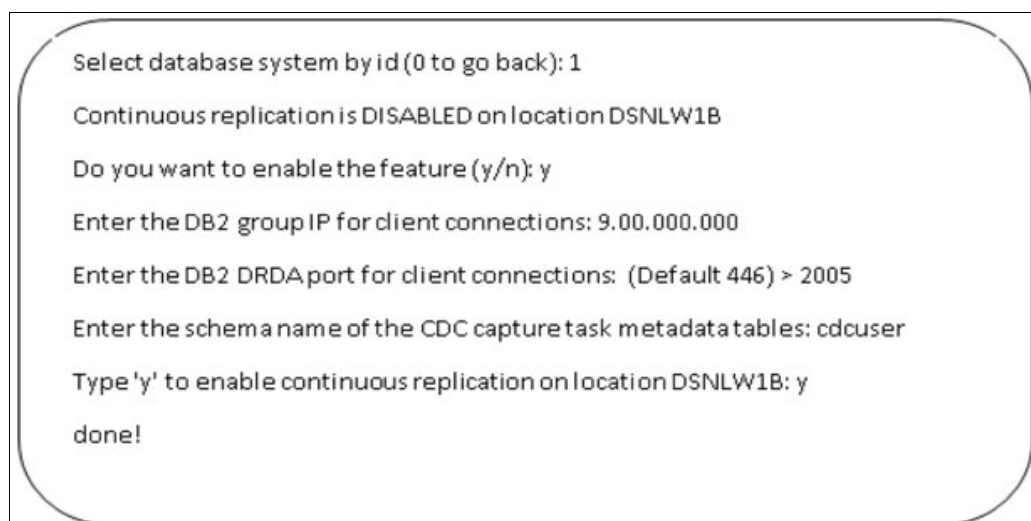 Select database system by id (0 to go back): 1
Continuous replication is DISABLED on location DSNLW1B
Do you want to enable the feature (y/n): y
Enter the DB2 group IP for client connections: 9.00.000.000
Enter the DB2 DRDA port for client connections: (Default 446) > 2005
Enter the schema name of the CDC capture task metadata tables: cdcuser
Type 'y' to enable continuous replication on location DSNLW1B: y
done!